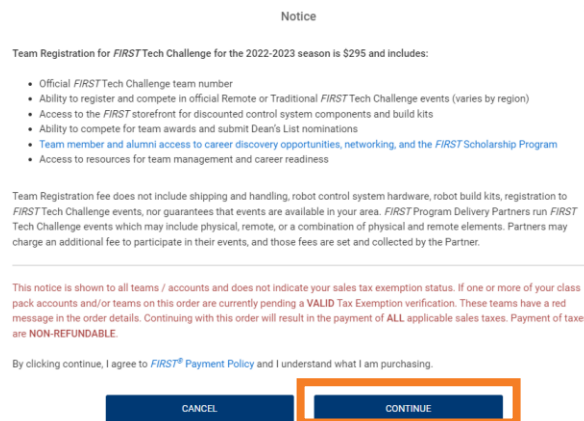 Notice
Team Registration for FIRST Tech Challenge for the 2022-2023 season is $295 and includes:
• Official FIRST Tech Challenge team number
• Ability to register and compete in official Remote or Traditional FIRST Tech Challenge events (varies by region)
• Access to the FIRST storefront for discounted control system components and build kits
• Ability to compete for team awards and submit Dean's List nominations
• Team member and alumni access to career discovery opportunities, networking, and the FIRST Scholarship Program
• Access to resources for team management and career readiness
Team Registration fee does not include shipping and handling, robot control system hardware, robot build kits, registration to
FIRST Tech Challenge events, nor guarantees that events are available in your area. FIRST Program Delivery Partners run FIRST
Tech Challenge events which may include physical, remote, or a combination of physical and remote elements. Partners may
charge an additional fee to participate in their events, and those fees are set and collected by the Partner.
This notice is shown to all teams / accounts and does not indicate your sales tax exemption status. If one or more of your class
pack accounts and/or teams on this order are currently pending a VALID Tax Exemption verification. These teams have a red
message in the order details. Continuing with this order will result in the payment of ALL applicable sales taxes. Payment of taxe
are NON-REFUNDABLE.
By clicking continue, I agree to FIRST® Payment Policy and I understand what I am purchasing.
CANCEL
CONTINUE